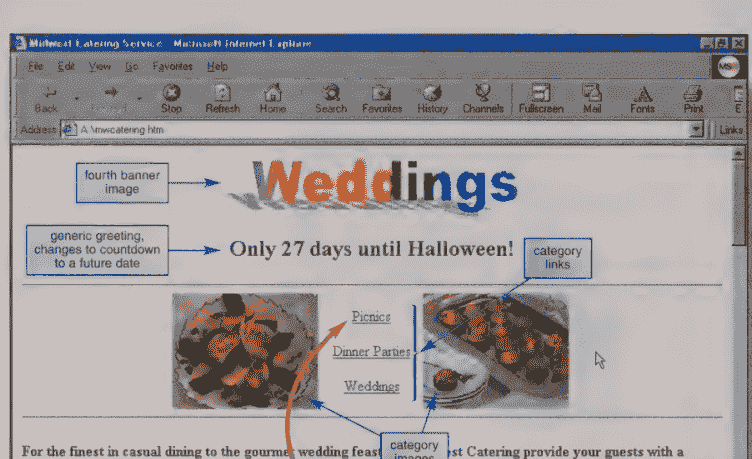 Midwest Catering Service - Microsoft Internet Explorer
File Edit View Go Favorites Help
Back Forward Stop Refresh Home Search Favorites History Channels Fullscreen Mail Fonts Print E
Address A:\mwcatering.htm Links
fourth banner
image
Weddings
generic greeting,
changes to countdown
to a future date
Only 27 days until Halloween!
category
links
Picnics
Dinner Parties
Weddings
category
images
For the finest in casual dining to the gourmet wedding feast st Catering provide your guests with a